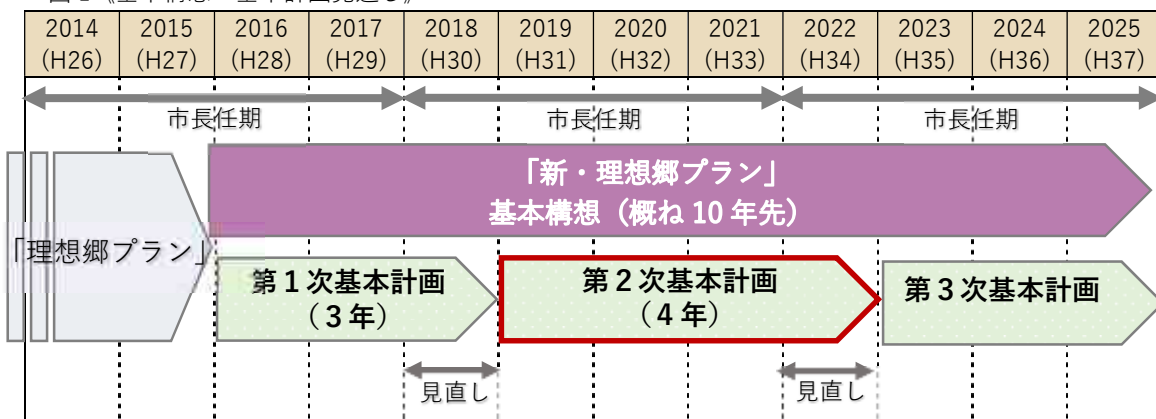 2014 2015 2016 2017 2018 2019 2020 2021 2022 2023 2024 2025
(H26) (H27) (H28) (H29) (H30) (H31) (H32) (H33) (H34) (H35) (H36) (H37)
市長任期 市長任期 市長任期
「新・理想郷プラン」
基本構想（概ね 10 年先）
「理想郷プラン」
第１次基本計画
（３年）
第２次基本計画
（４年）
第３次基本計画
見直し 見直し